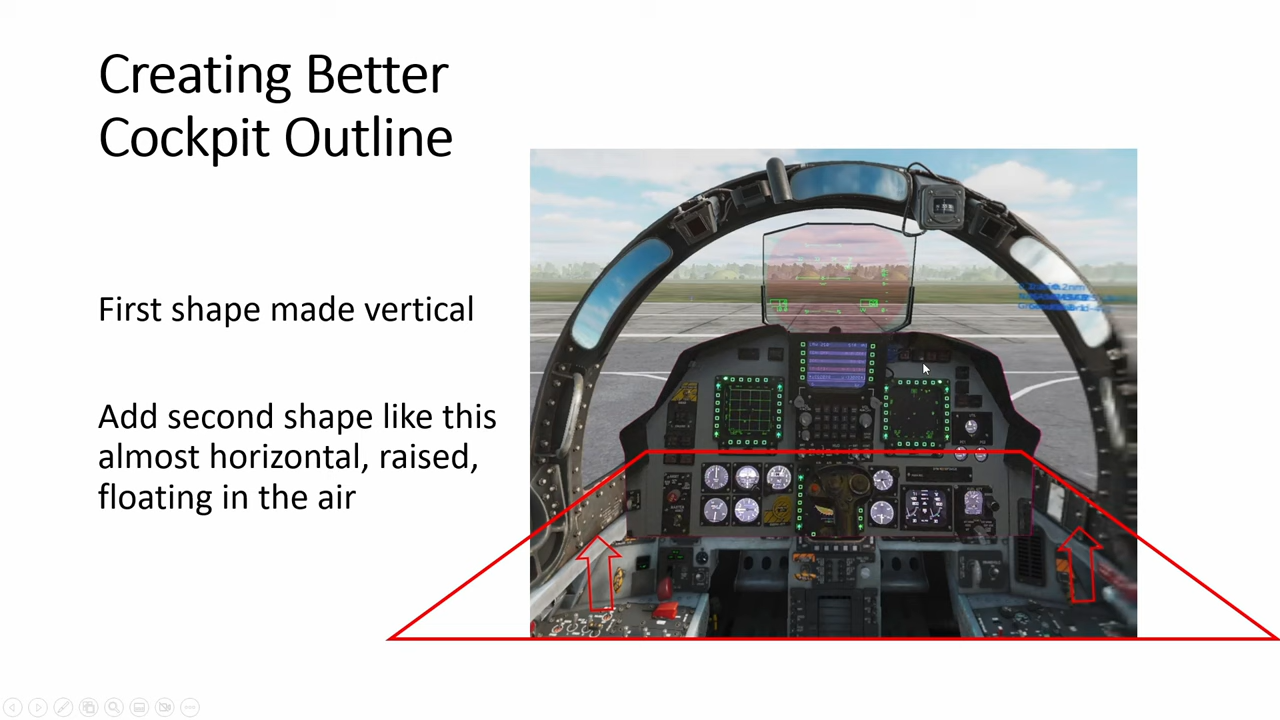 Creating Better
Cockpit Outline
First shape made vertical
Add second shape like this
almost horizontal, raised,
floating in the air